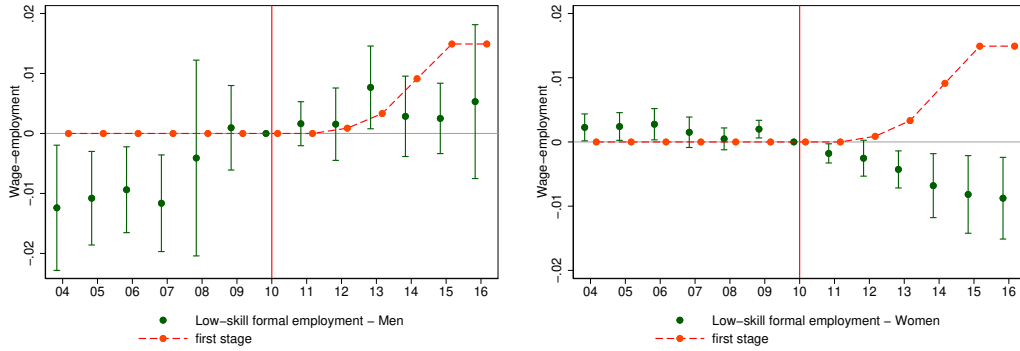 .02
.01
0
-.01
-.02
Wage-employment
04 05 06 07 08 09 10 11 12 13 14 15 16
Low-skill formal employment - Men
first stage
.02
.01
0
-.01
-.02
Wage-employment
04 05 06 07 08 09 10 11 12 13 14 15 16
Low-skill formal employment - Women
first stage